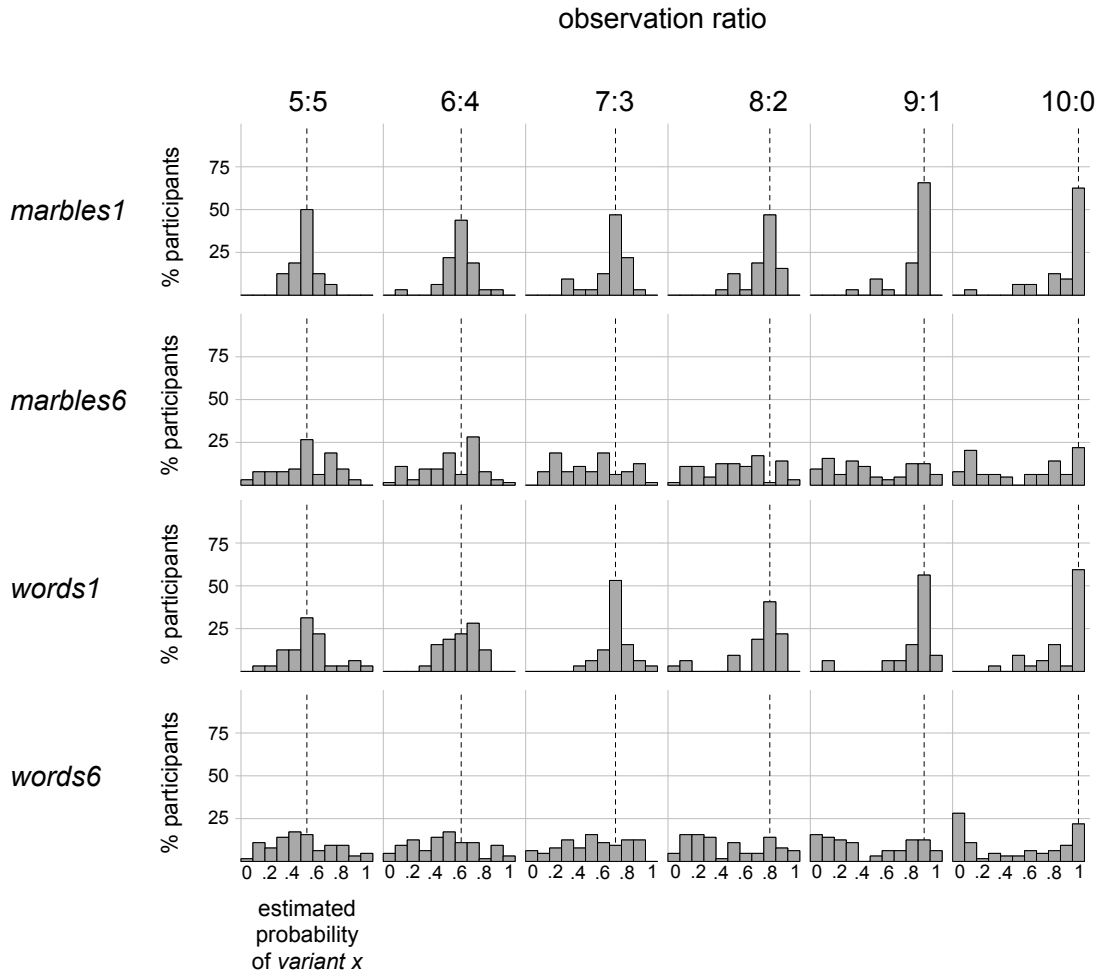 observation ratio
5:5 6:4 7:3 8:2 9:1 10:0
marbles1
% participants
75
50
25
marbles6
% participants
75
50
25
words1
% participants
75
50
25
words6
% participants
75
50
25
0 .2 .4 .6 .8 1 0 .2 .4 .6 .8 1 0 .2 .4 .6 .8 1 0 .2 .4 .6 .8 1 0 .2 .4 .6 .8 1 0 .2 .4 .6 .8 1
estimated
probability
of variant x